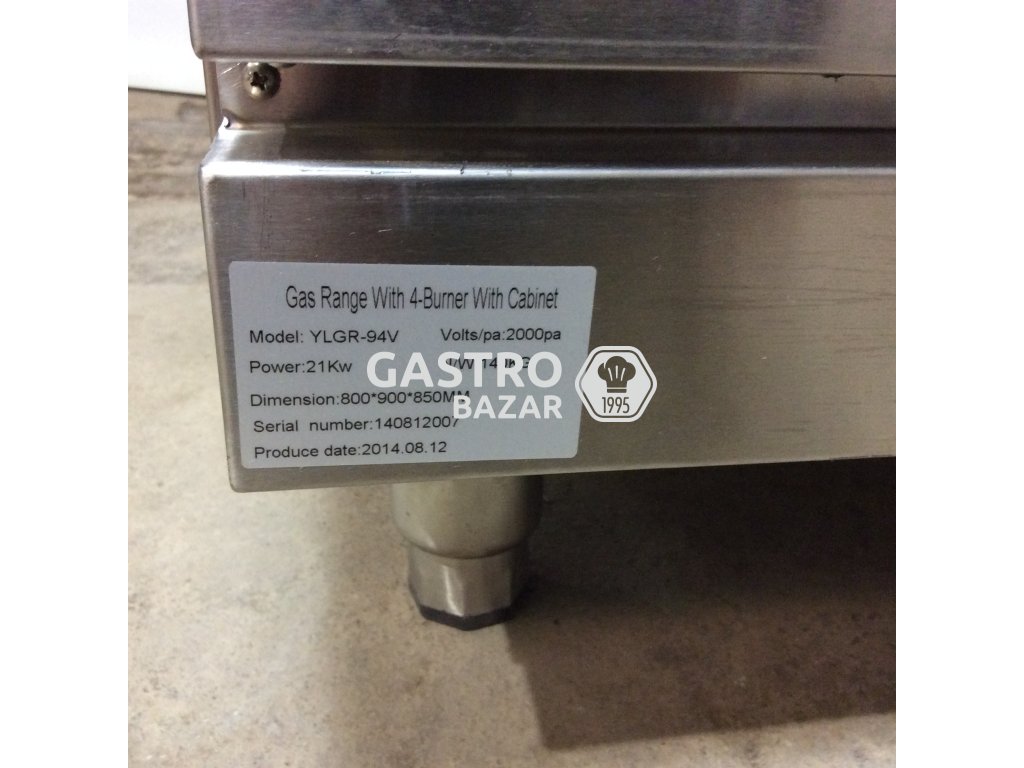 Gas Range With 4-Burner With Cabinet
Model: YLGR-94V Volts/pa:2000pa
Power:21Kw
GASTRO
BAZAR
1995
Dimension:800*900*850MM
Serial number:140812007
Produce date:2014.08.12